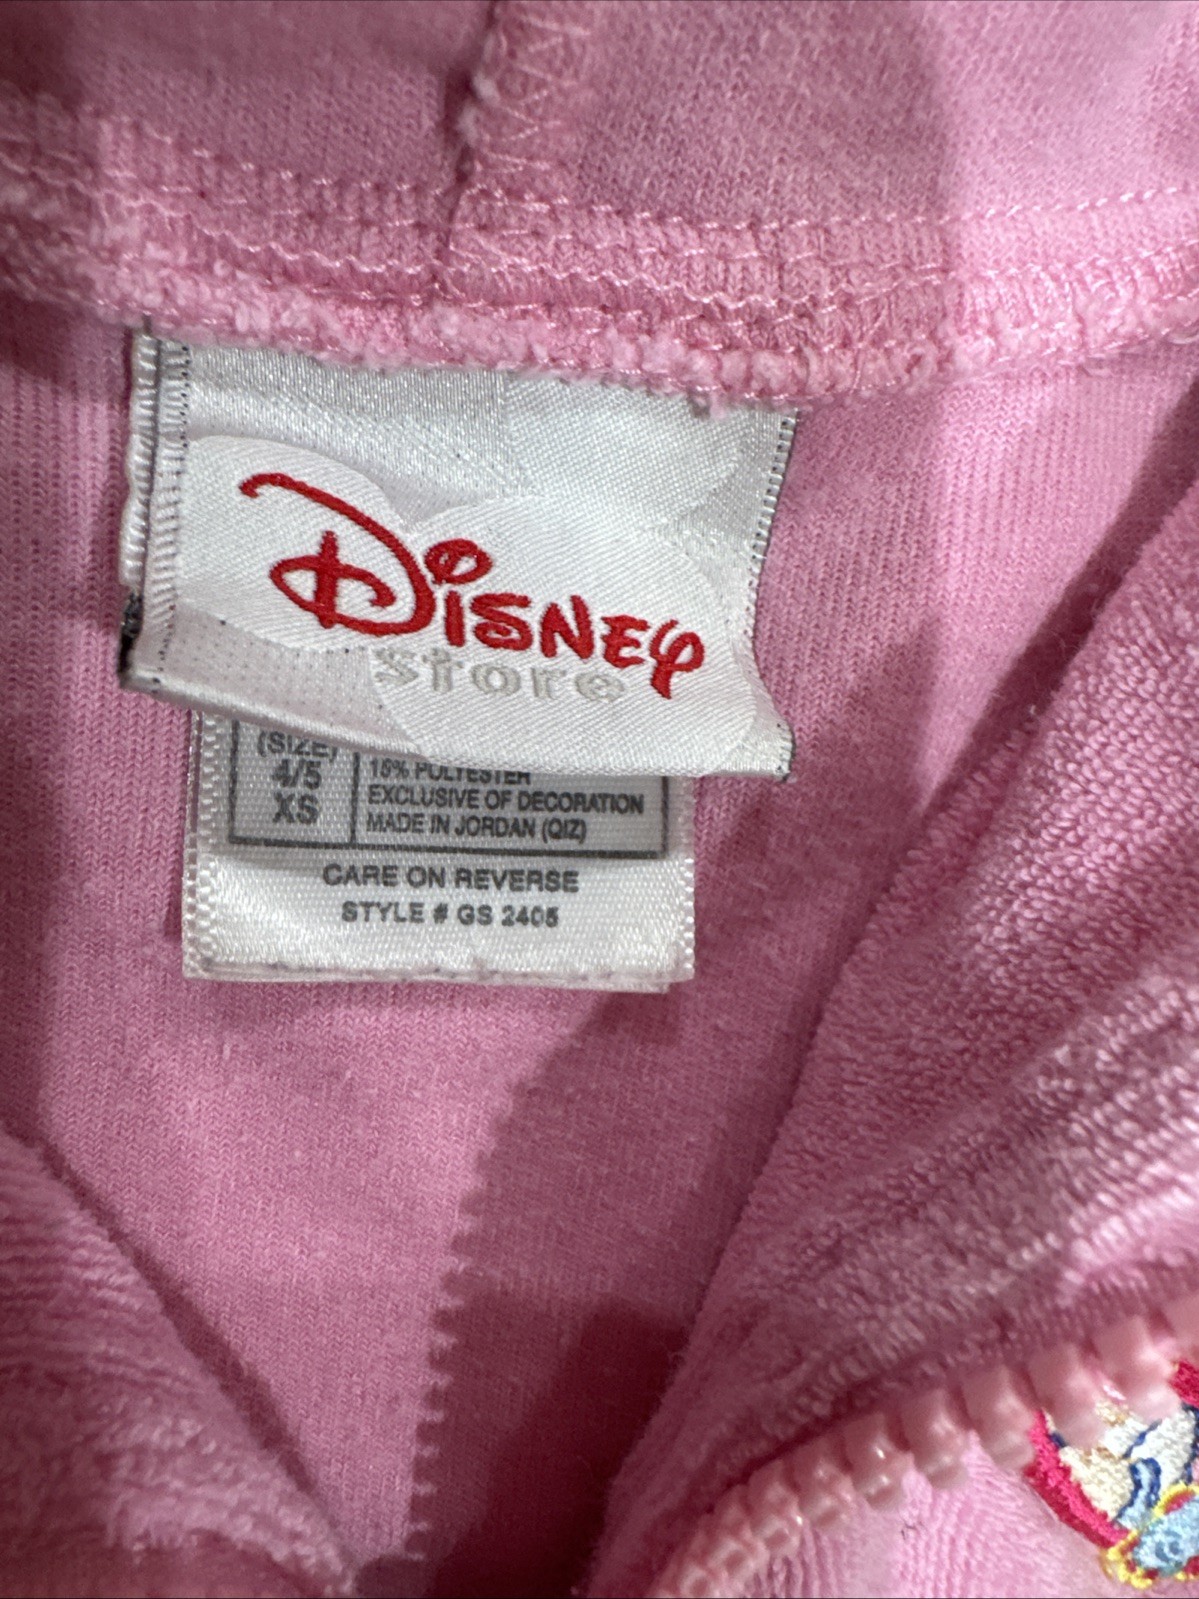 Disney
store
(SIZE)
4/5
XS
15% POLYESTER
EXCLUSIVE OF DECORATION
MADE IN JORDAN (QIZ)
CARE ON REVERSE
STYLE # GS 2405